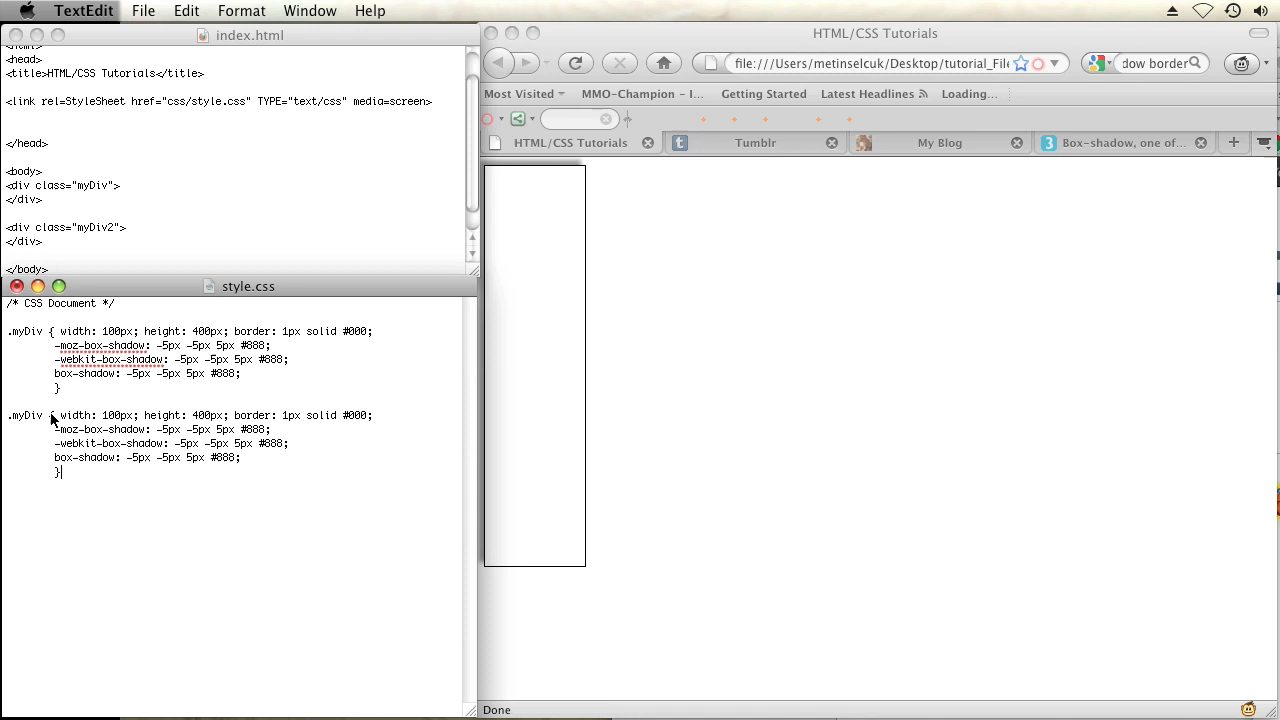 TextEdit File Edit Format Window Help
index.html
<html>
<head>
<title>HTML/CSS Tutorials</title>
<link rel=StyleSheet href="css/style.css" TYPE="text/css" media=screen>
</head>
<body>
<div class="myDiv">
</div>
<div class="myDiv2">
</div>
</body>
style.css
/* CSS Document */
.myDiv { width: 100px; height: 400px; border: 1px solid #000;
-moz-box-shadow: -5px -5px 5px #888;
-webkit-box-shadow: -5px -5px 5px #888;
box-shadow: -5px -5px 5px #888;
}
.myDiv { width: 100px; height: 400px; border: 1px solid #000;
-moz-box-shadow: -5px -5px 5px #888;
-webkit-box-shadow: -5px -5px 5px #888;
box-shadow: -5px -5px 5px #888;
}
HTML/CSS Tutorials
file:///Users/metinselcuk/Desktop/tutorial_File
dow border
Most Visited MMO-Champion - I... Getting Started Latest Headlines Loading...
HTML/CSS Tutorials Tumblr My Blog Box-shadow, one of...
Done